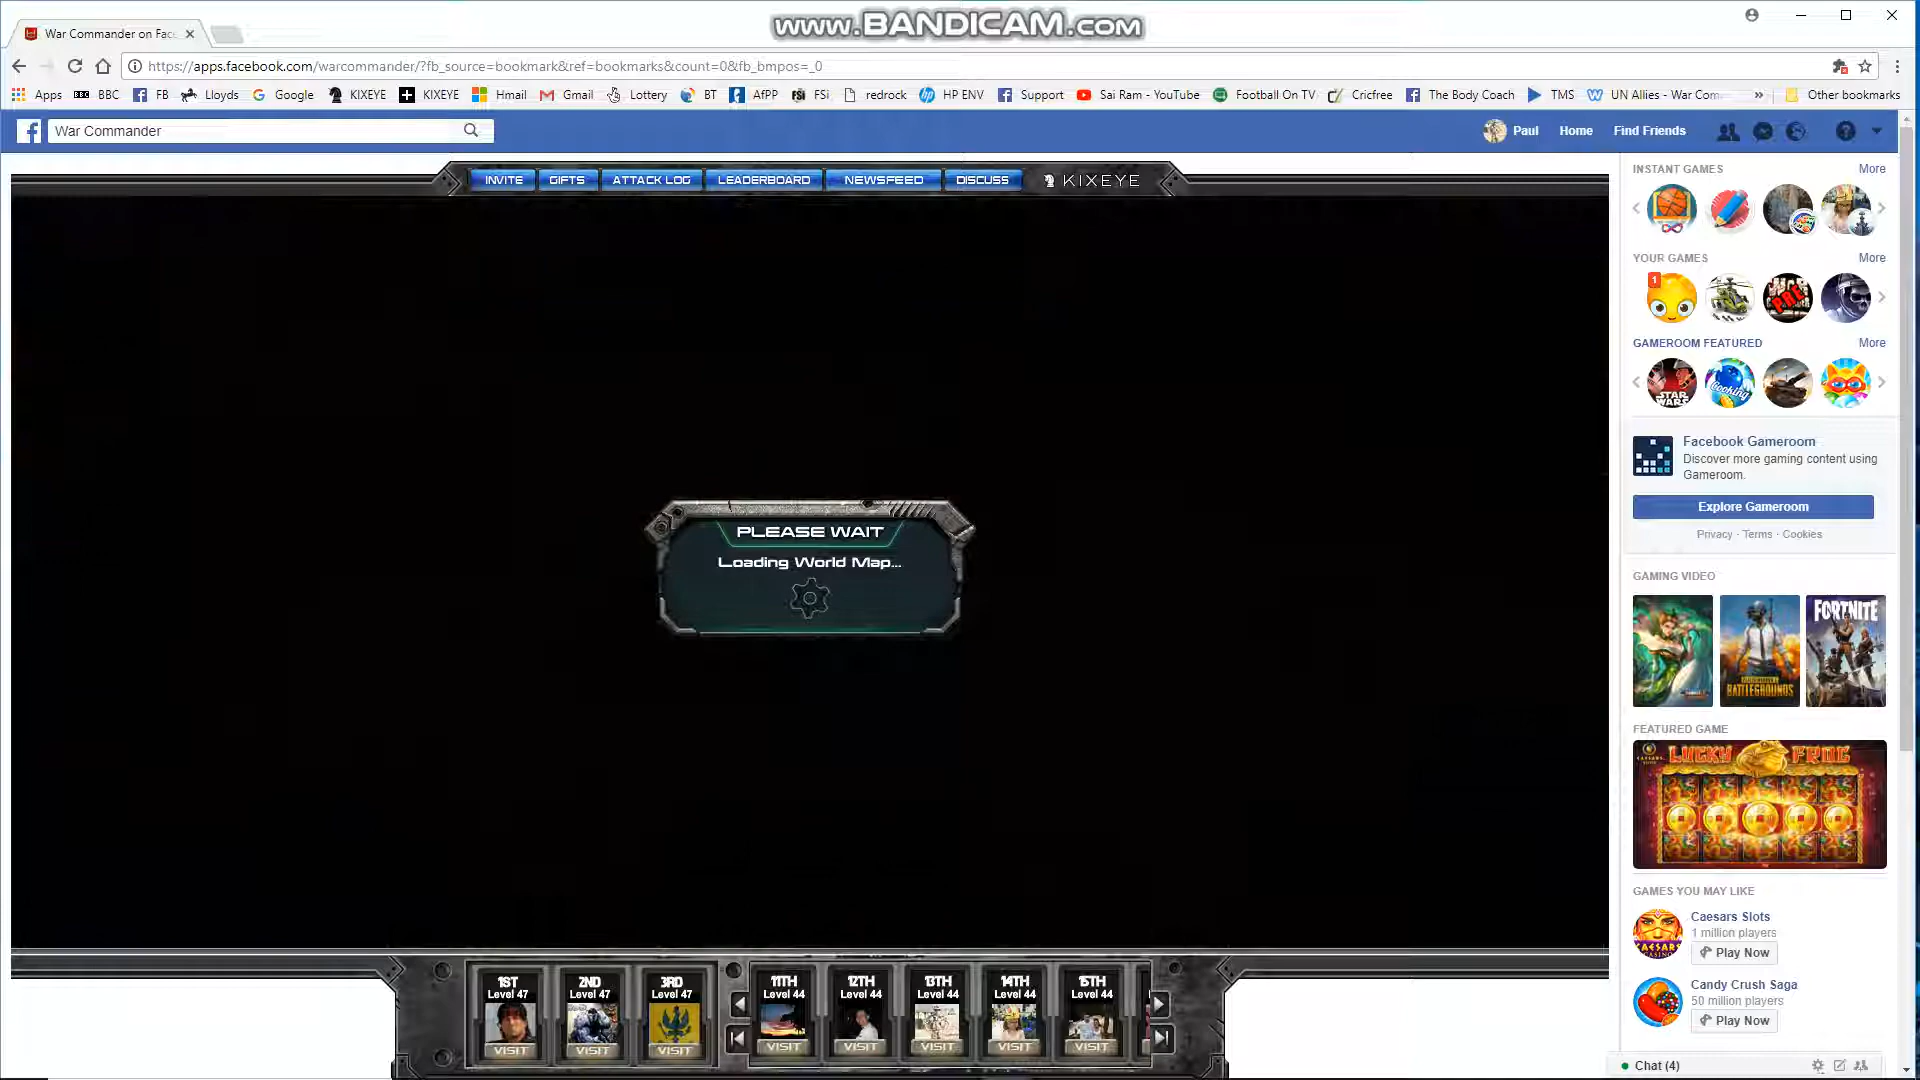 www.BANDICAM.com
War Commander on Fac
https://apps.facebook.com/warcommander/?fb_source=bookmark&ref=bookmarks&count=0&fb_bmpos=_0
Apps BBC BBC FB Lloyds Google KIXEYE KIXEYE Hmail Gmail Lottery BT AfPP FSi redrock HP ENV Support Sai Ram - YouTube Football On TV Cricfree The Body Coach TMS UN Allies - War Com » Other bookmarks
War Commander Paul Home Find Friends
INVITE GIFTS ATTACK LOG LEADERBOARD NEWSFEED DISCUSS KIXEYE
INSTANT GAMES More
YOUR GAMES More
1
PRE
GAMEROOM FEATURED More
STAR WARS
Cooking
Facebook Gameroom
Discover more gaming content using
Gameroom.
Explore Gameroom
Privacy · Terms · Cookies
PLEASE WAIT
Loading World Map...
GAMING VIDEO
FORTNITE
BATTLEGROUNDS
FEATURED GAME
LUCKY FROG
GAMES YOU MAY LIKE
Caesars Slots
1 million players
Play Now
CAESARS
Candy Crush Saga
50 million players
Play Now
1ST 2ND 3RD 11TH 12TH 13TH 14TH 15TH
Level 47 Level 47 Level 47 Level 44 Level 44 Level 44 Level 44 Level 44
VISIT VISIT VISIT VISIT VISIT VISIT VISIT VISIT
Chat (4)